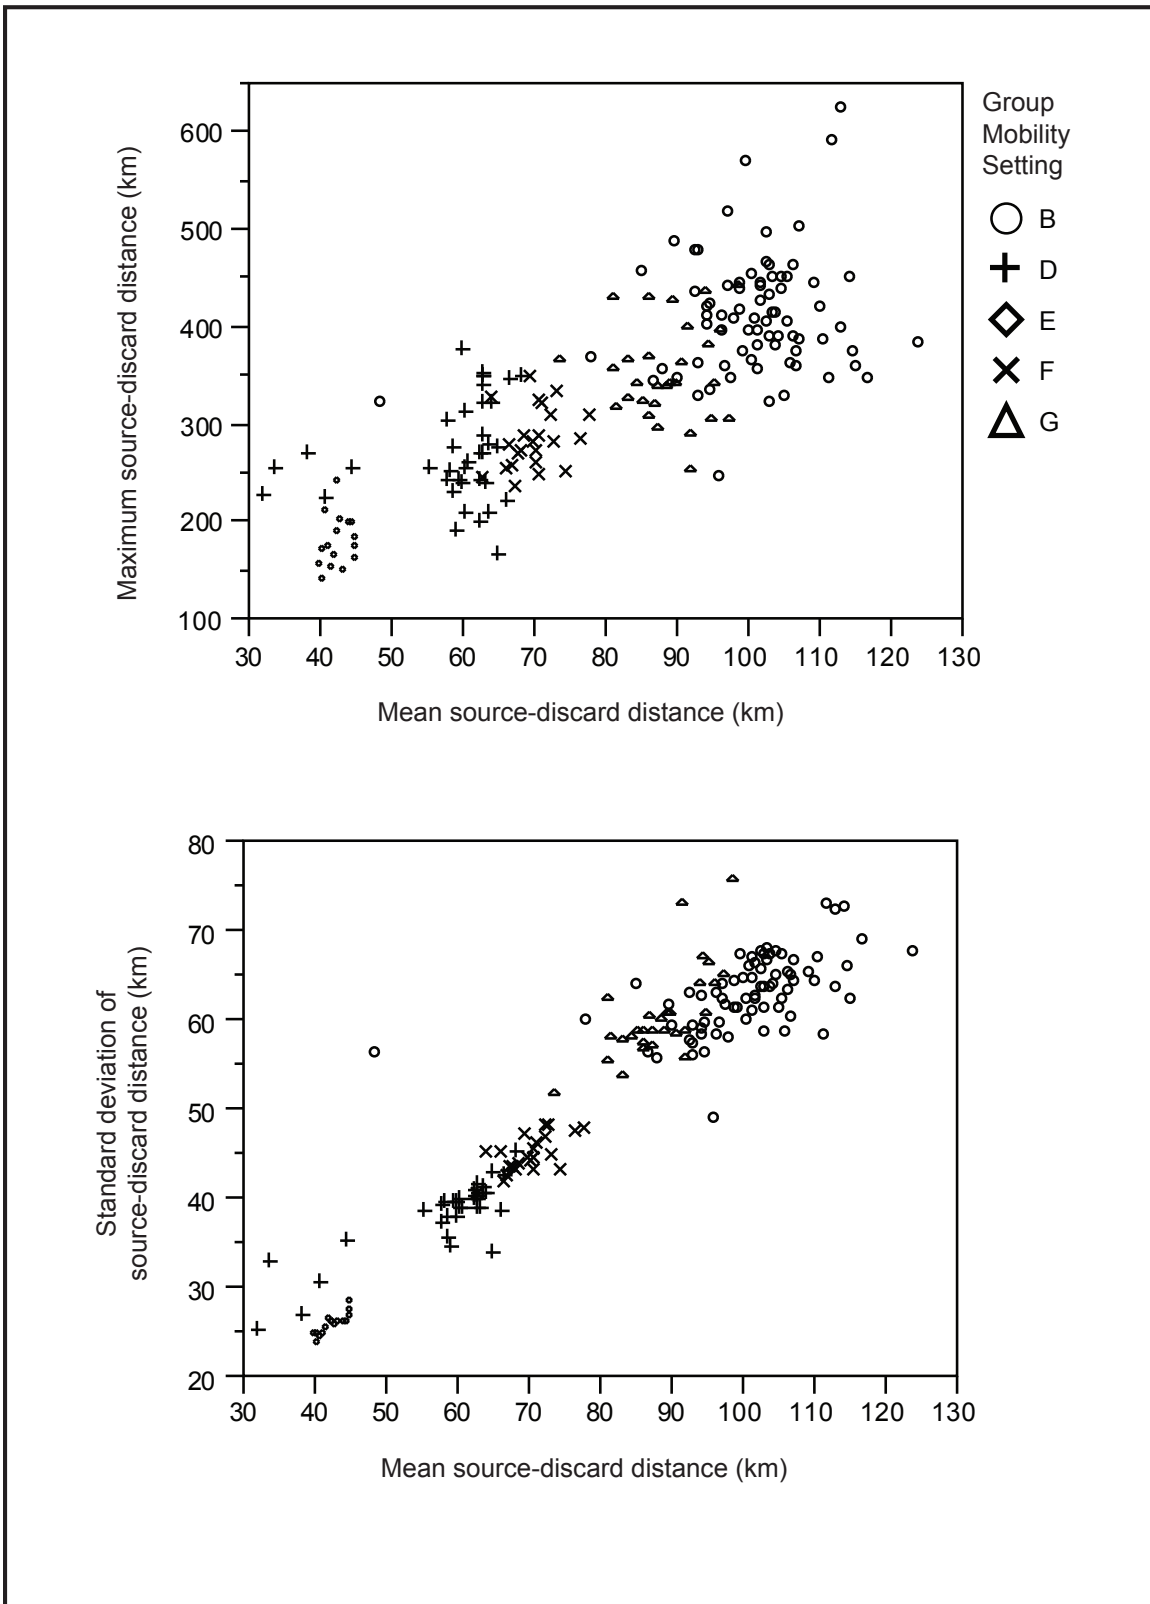 Group
Mobility
Setting
B
D
E
F
G
600
500
400
300
200
100
Maximum source-discard distance (km)
30 40 50 60 70 80 90 100 110 120 130
Mean source-discard distance (km)
80
70
60
50
40
30
20
Standard deviation of
source-discard distance (km)
30 40 50 60 70 80 90 100 110 120 130
Mean source-discard distance (km)